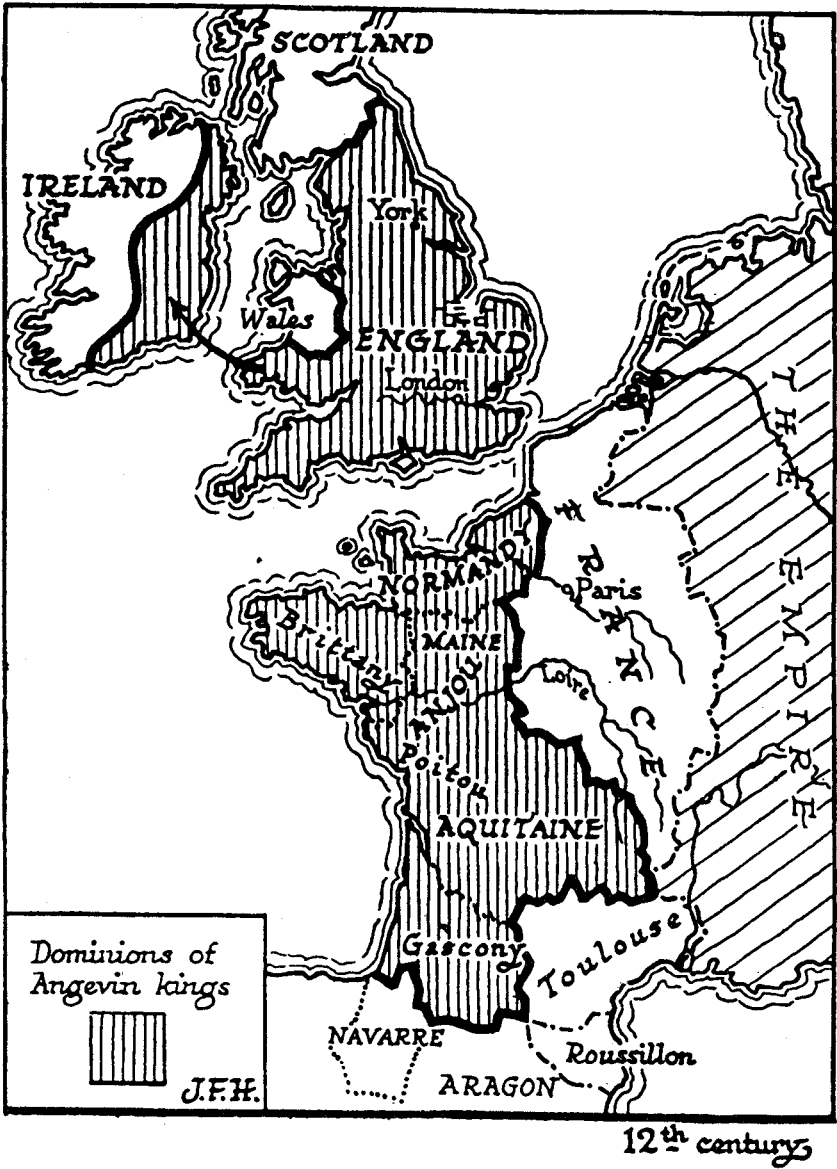 SCOTLAND
IRELAND
York
Wales
ENGLAND
London
THE EMPIRE
FRANCE
NORMANDY
Paris
Brittany
MAINE
ANJOU
Loire
Poitou
AQUITAINE
Gascony
Toulouse
Dominions of
Angevin kings
J.F.H.
NAVARRE
Roussillon
ARAGON
12th century